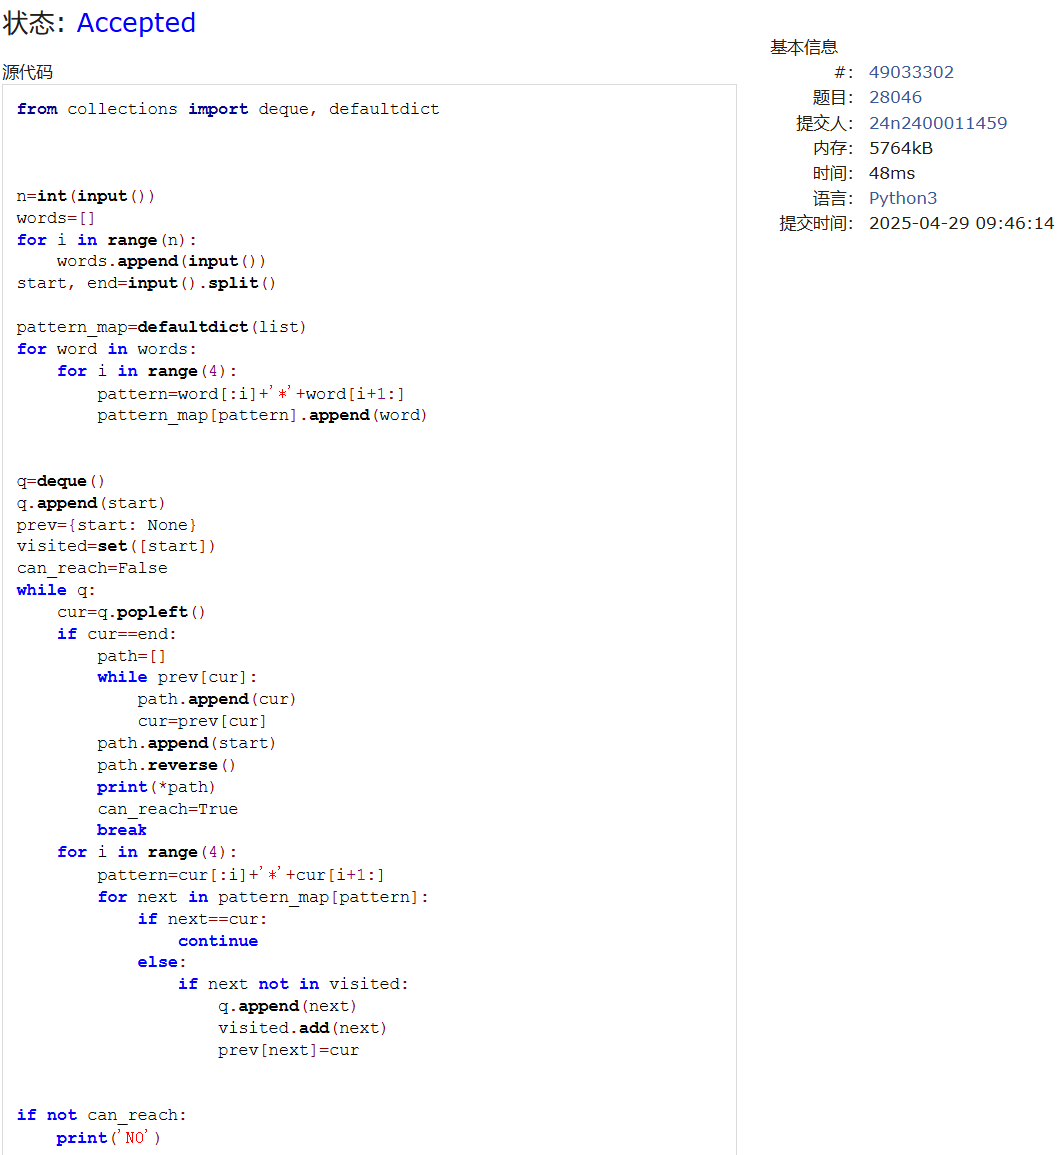 状态: Accepted
源代码
from collections import deque, defaultdict
n=int(input())
words=[]
for i in range(n):
    words.append(input())
start, end=input().split()
pattern_map=defaultdict(list)
for word in words:
    for i in range(4):
        pattern=word[:i]+'*'+word[i+1:]
        pattern_map[pattern].append(word)
q=deque()
q.append(start)
prev={start: None}
visited=set([start])
can_reach=False
while q:
    cur=q.popleft()
    if cur==end:
        path=[]
        while prev[cur]:
            path.append(cur)
            cur=prev[cur]
        path.append(start)
        path.reverse()
        print(*path)
        can_reach=True
        break
    for i in range(4):
        pattern=cur[:i]+'*'+cur[i+1:]
        for next in pattern_map[pattern]:
            if next==cur:
                continue
            else:
                if next not in visited:
                    q.append(next)
                    visited.add(next)
                    prev[next]=cur
if not can_reach:
    print('NO')
基本信息
#: 49033302
题目: 28046
提交人: 24n2400011459
内存: 5764kB
时间: 48ms
语言: Python3
提交时间: 2025-04-29 09:46:14